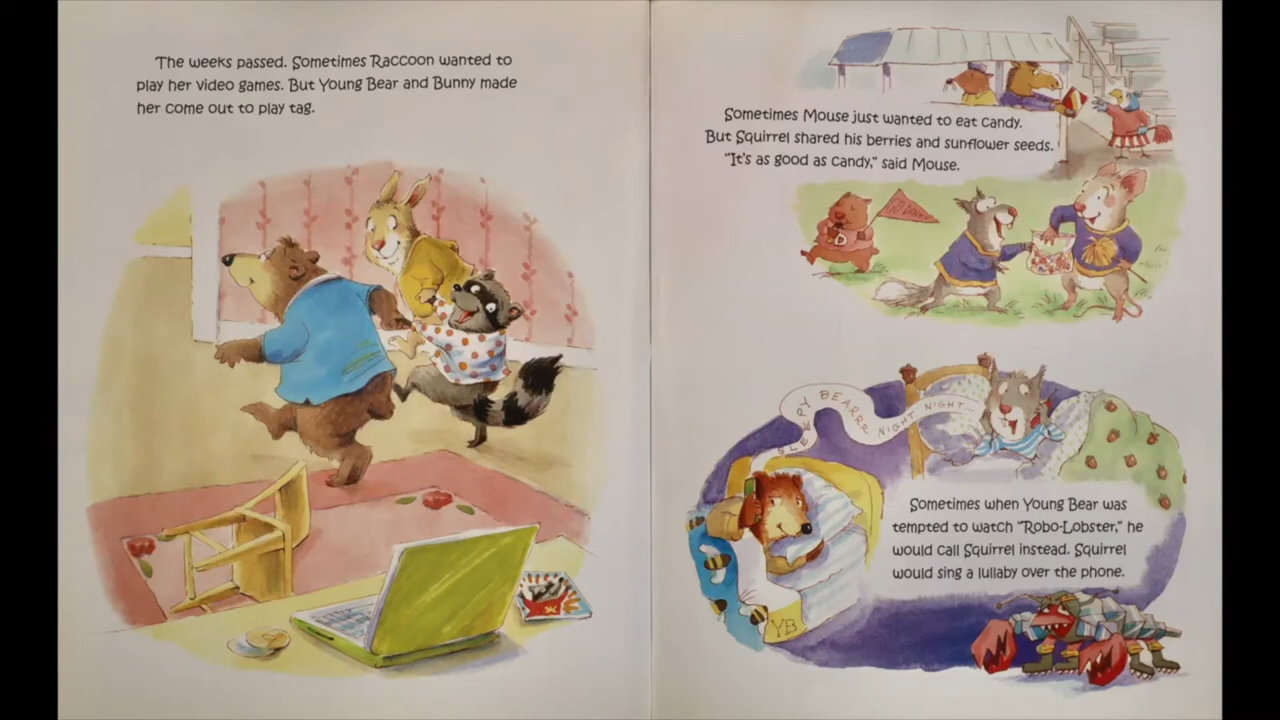 The weeks passed. Sometimes Raccoon wanted to
play her video games. But Young Bear and Bunny made
her come out to play tag.
Sometimes Mouse just wanted to eat candy.
But Squirrel shared his berries and sunflower seeds.
"It's as good as candy," said Mouse.
SLEEPY BEARRR NIGHT NIGHT...
Sometimes when Young Bear was
tempted to watch "Robo-Lobster," he
would call Squirrel instead. Squirrel
would sing a lullaby over the phone.
YB